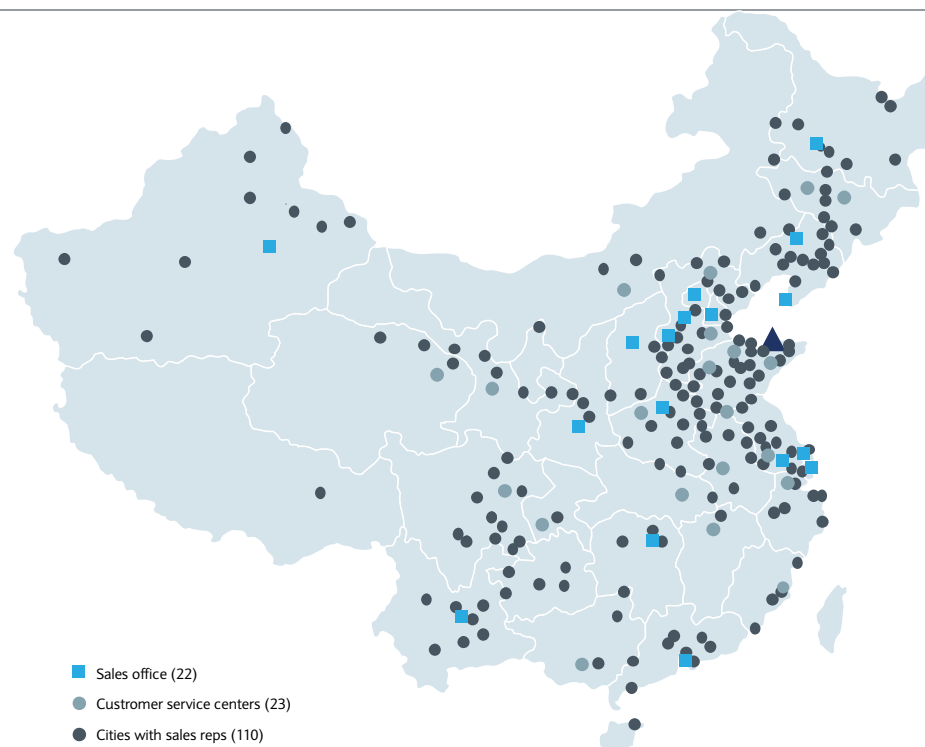 Sales office (22)
Custromer service centers (23)
Cities with sales reps (110)